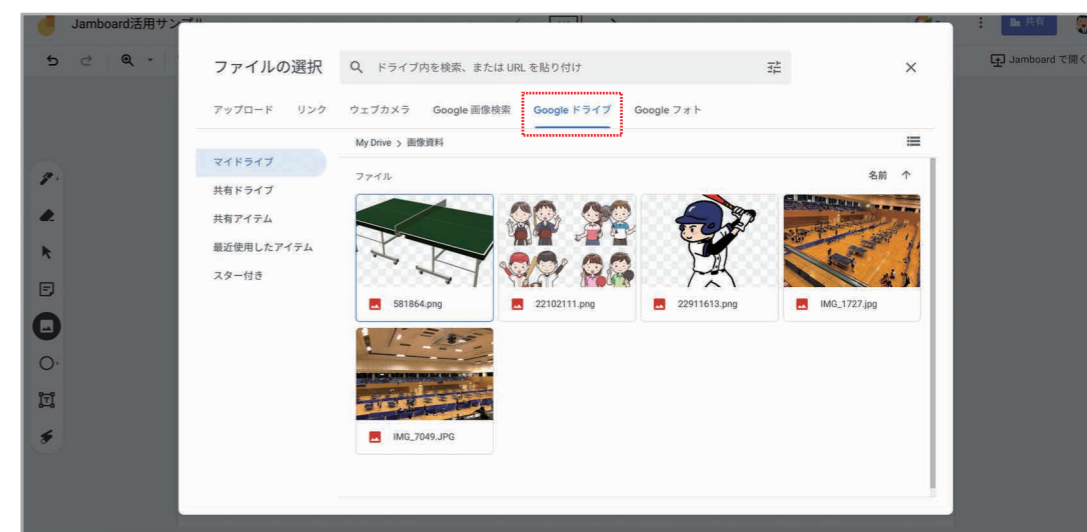 Jamboard活用サンプル
共有
Jamboard で開く
ファイルの選択
ドライブ内を検索、または URL を貼り付け
アップロード リンク ウェブカメラ Google 画像検索 Google ドライブ Google フォト
My Drive > 画像資料
マイドライブ
共有ドライブ
共有アイテム
最近使用したアイテム
スター付き
ファイル
名前
581864.png
22102111.png
22911613.png
IMG_1727.jpg
IMG_7049.JPG